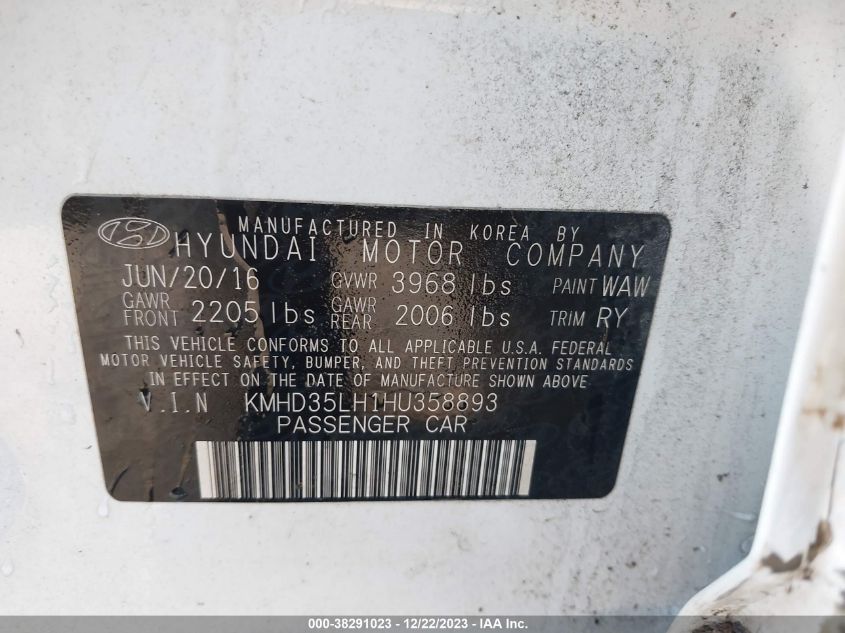 MANUFACTURED IN KOREA BY
HYUNDAI MOTOR COMPANY
JUN/20/16 GVWR 3968 lbs PAINT WAW
GAWR FRONT 2205 lbs GAWR REAR 2006 lbs TRIM RY
THIS VEHICLE CONFORMS TO ALL APPLICABLE U.S.A. FEDERAL
MOTOR VEHICLE SAFETY, BUMPER, AND THEFT PREVENTION STANDARDS
IN EFFECT ON THE DATE OF MANUFACTURE SHOWN ABOVE
V.I.N KMHD35LH1HU358893
PASSENGER CAR
000-38291023 - 12/22/2023 - IAA Inc.